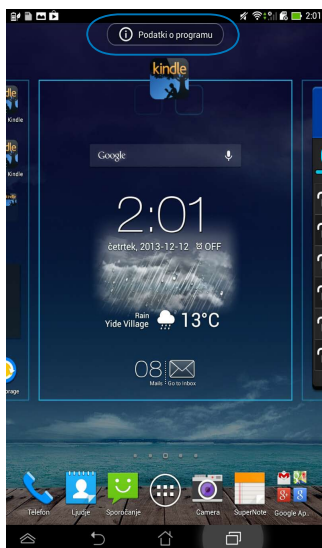 2:01
Podatki o programu
kindle
Kindle
Kindle
Google
2:01
četrtek, 2013-12-12 OFF
Rain
Yide Village
13°C
08
Mails Go to Inbox
orage
Telefon Ljudje Sporočanje Camera SuperNote Google Ap..